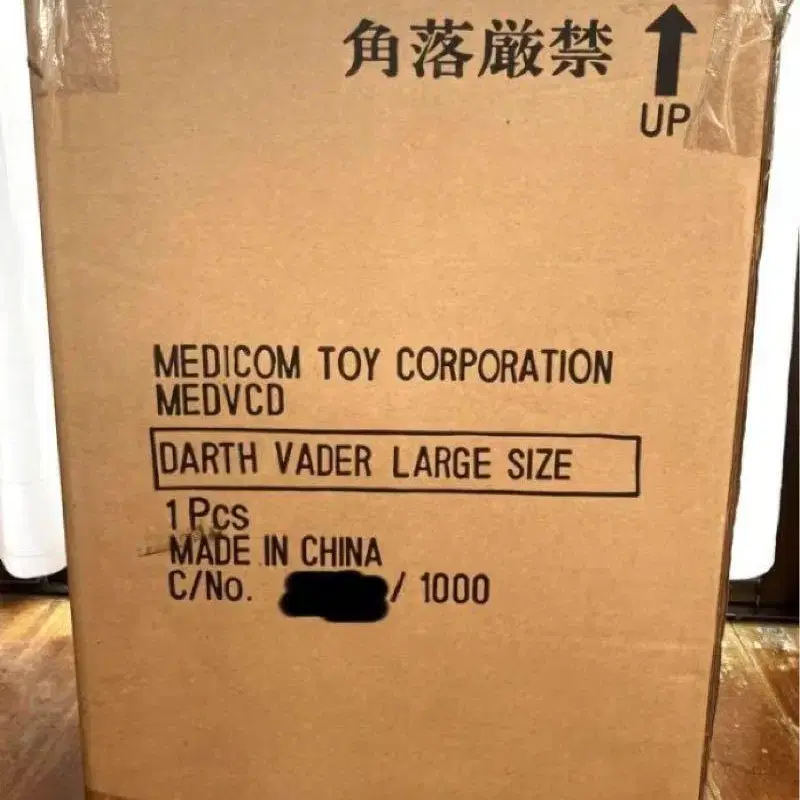 角落厳禁
UP
MEDICOM TOY CORPORATION
MEDVCD
DARTH VADER LARGE SIZE
1 Pcs
MADE IN CHINA
C/No. / 1000